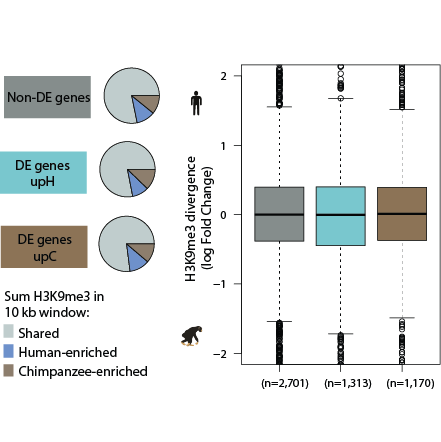 Non-DE genes
DE genes
upH
DE genes
upC
Sum H3K9me3 in
10 kb window:
Shared
Human-enriched
Chimpanzee-enriched
H3K9me3 divergence
(log Fold Change)
2
1
0
−1
−2
(n=2,701)
(n=1,313)
(n=1,170)